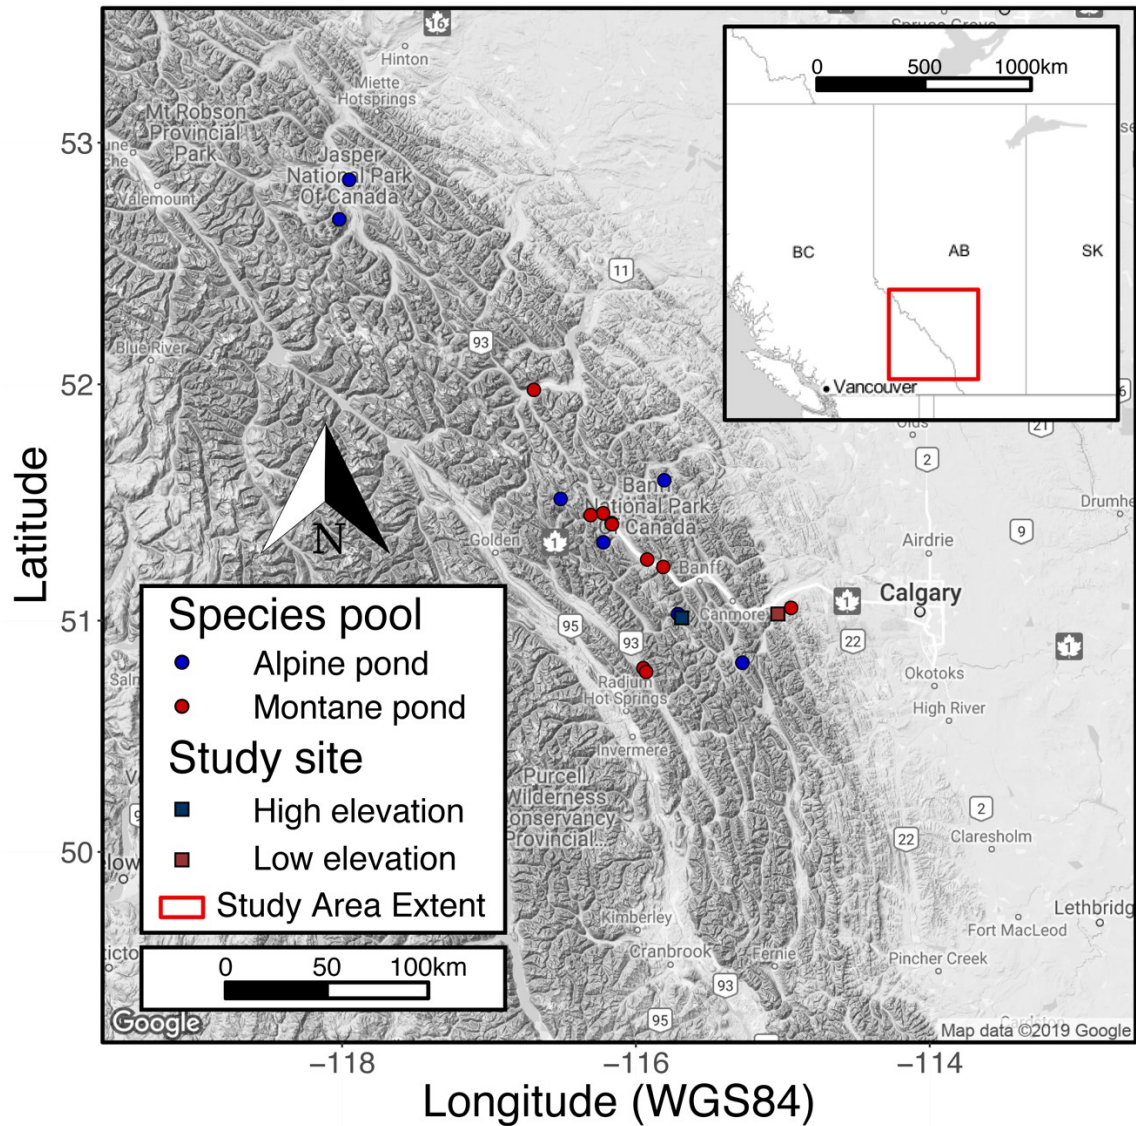 16
Spruce Grove
Hinton
Miette
Hotsprings
Mt Robson
Provincial
Park
53
Jasper
National Park
Of Canada
Valemount
0 500 1000km
BC AB SK
Vancouver
11
93
Blue River
52
Olds
21
2
Banff
National Park
Canada
Drumhe
9
N
Golden
1
Airdrie
Banff
Calgary
Canmore
1
51
95
93
22
1
Radium
Hot Springs
Okotoks
High River
Invermere
Purcell
Wilderness
Conservancy
Provincial...
2
22
Claresholm
50
Kimberley
Lethbridg
Fort MacLeod
Cranbrook
Fernie
Pincher Creek
93
95
Species pool
Alpine pond
Montane pond
Study site
High elevation
Low elevation
Study Area Extent
0 50 100km
Google
Map data ©2019 Google
Latitude
−118 −116 −114
Longitude (WGS84)